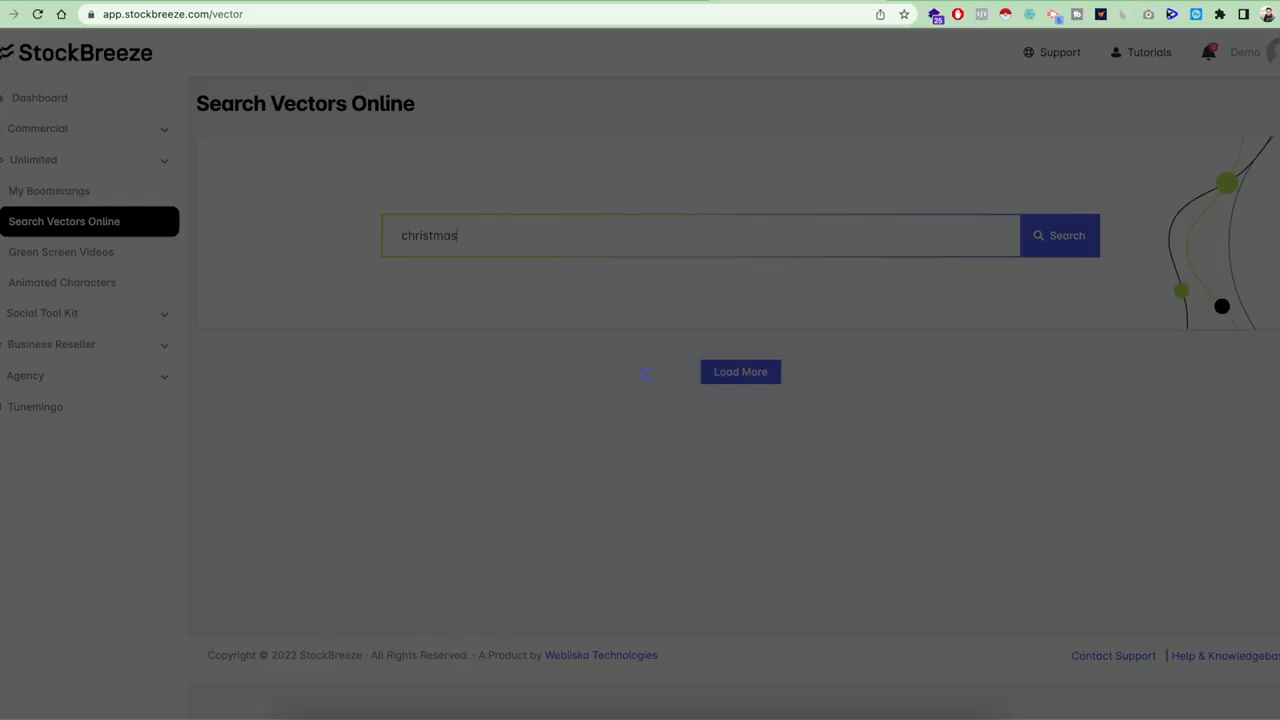 app.stockbreeze.com/vector
25
6
StockBreeze
Support
Tutorials
Demo
Dashboard
Commercial
Unlimited
My Boomerangs
Search Vectors Online
Green Screen Videos
Animated Characters
Social Tool Kit
Business Reseller
Agency
Tunemingo
Search Vectors Online
christmas
Search
Load More
Copyright © 2022 StockBreeze · All Rights Reserved. · A Product by Webliska Technologies
Contact Support | Help & Knowledgebas